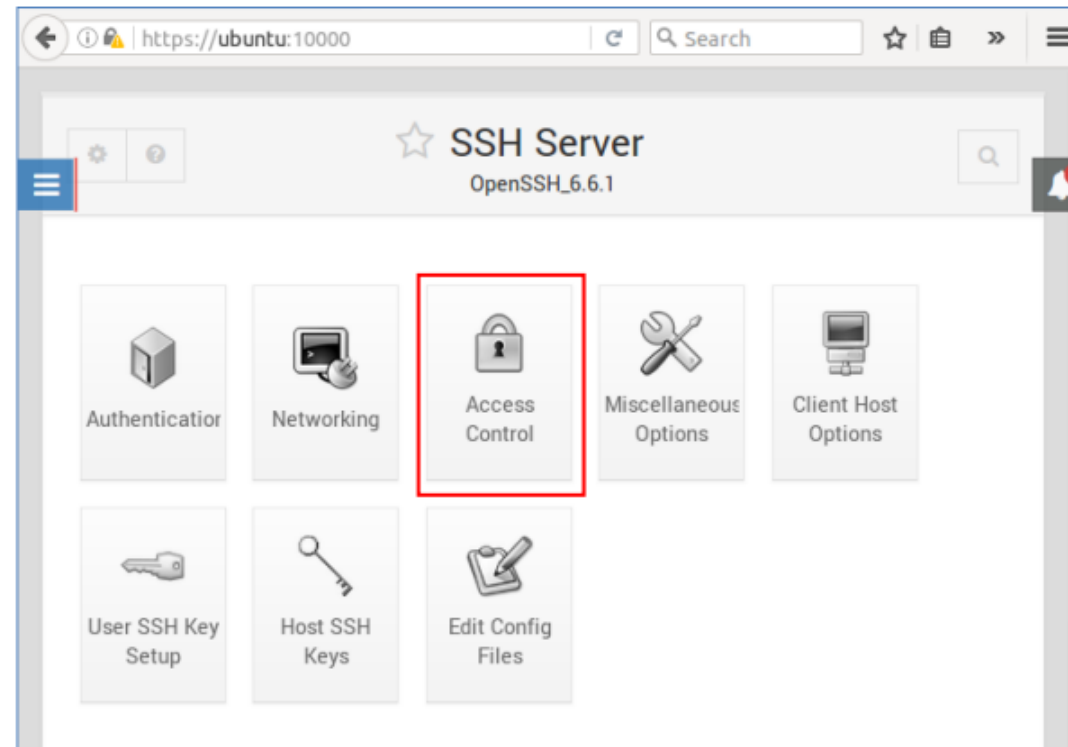 https://ubuntu:10000
Search
SSH Server
OpenSSH_6.6.1
Authentication
Networking
Access
Control
Miscellaneous
Options
Client Host
Options
User SSH Key
Setup
Host SSH
Keys
Edit Config
Files